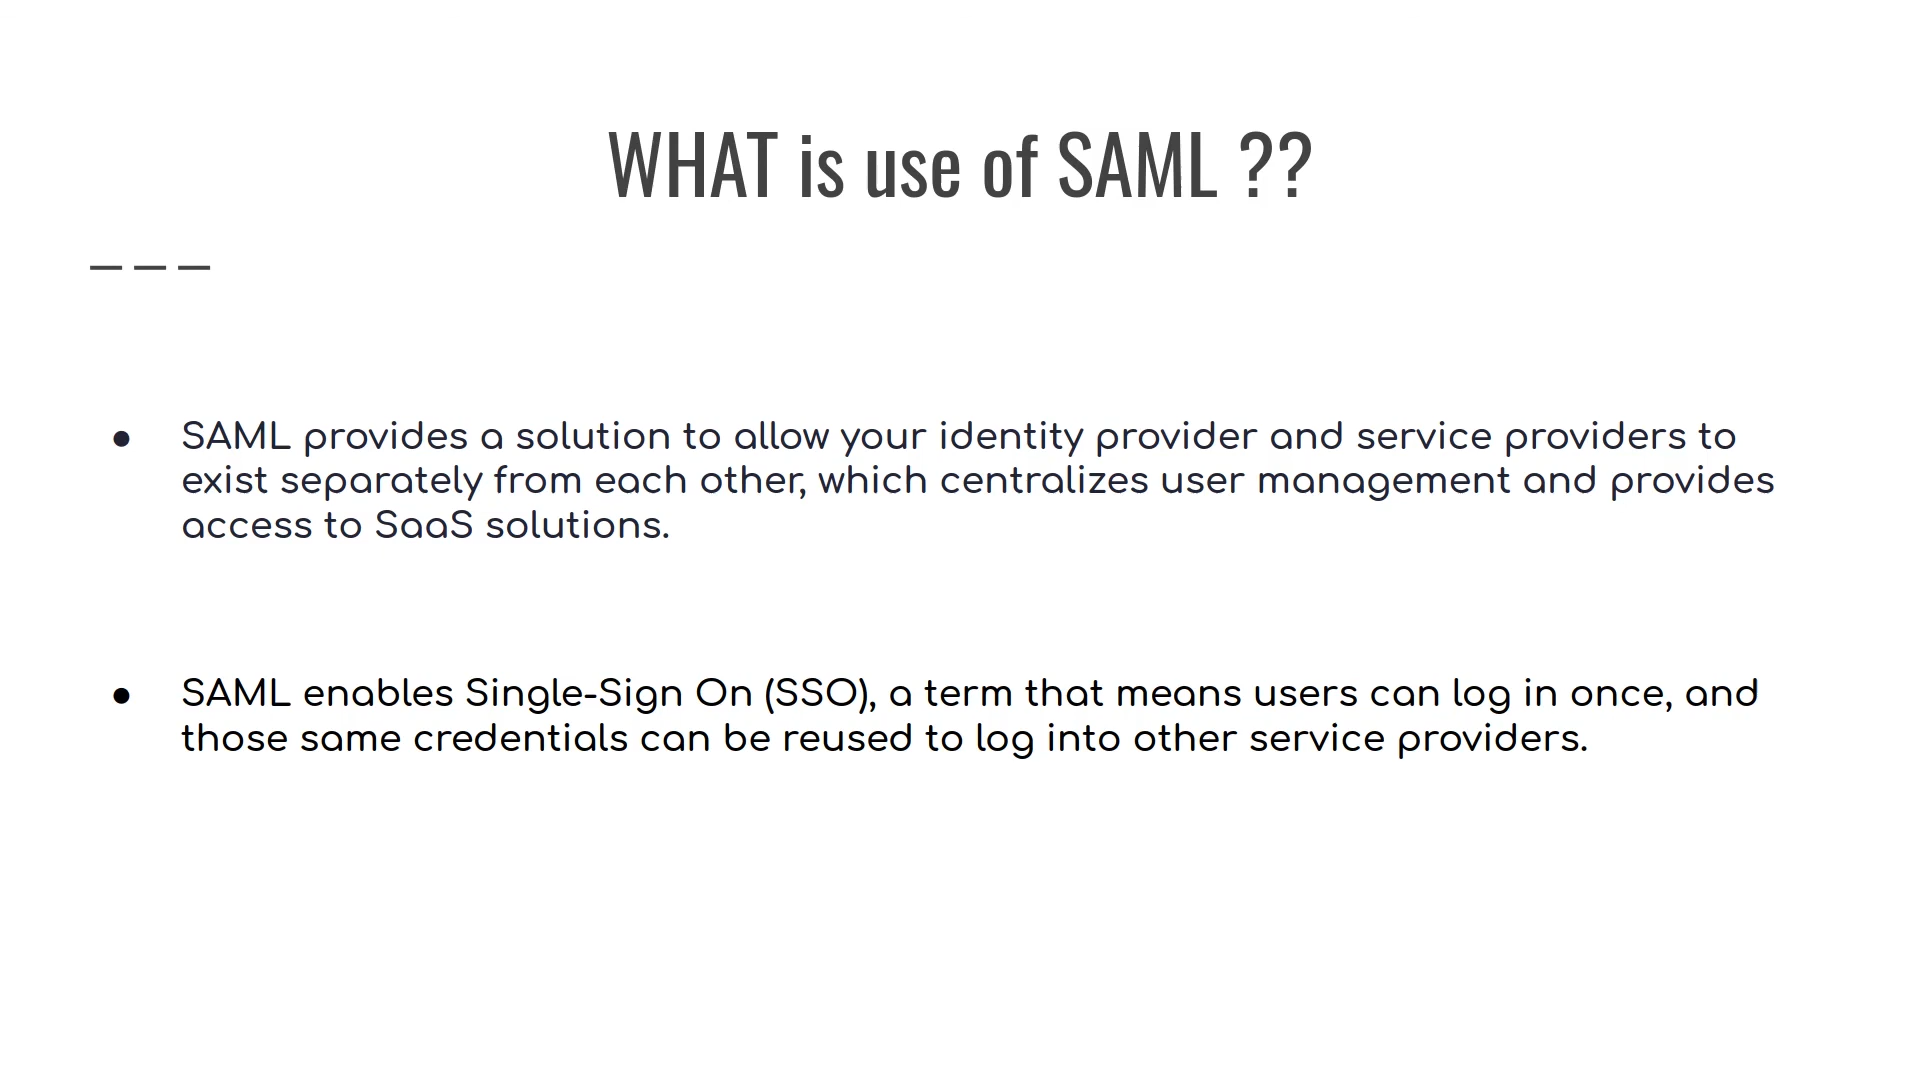 WHAT is use of SAML ??
● SAML provides a solution to allow your identity provider and service providers to
exist separately from each other, which centralizes user management and provides
access to SaaS solutions.
● SAML enables Single-Sign On (SSO), a term that means users can log in once, and
those same credentials can be reused to log into other service providers.